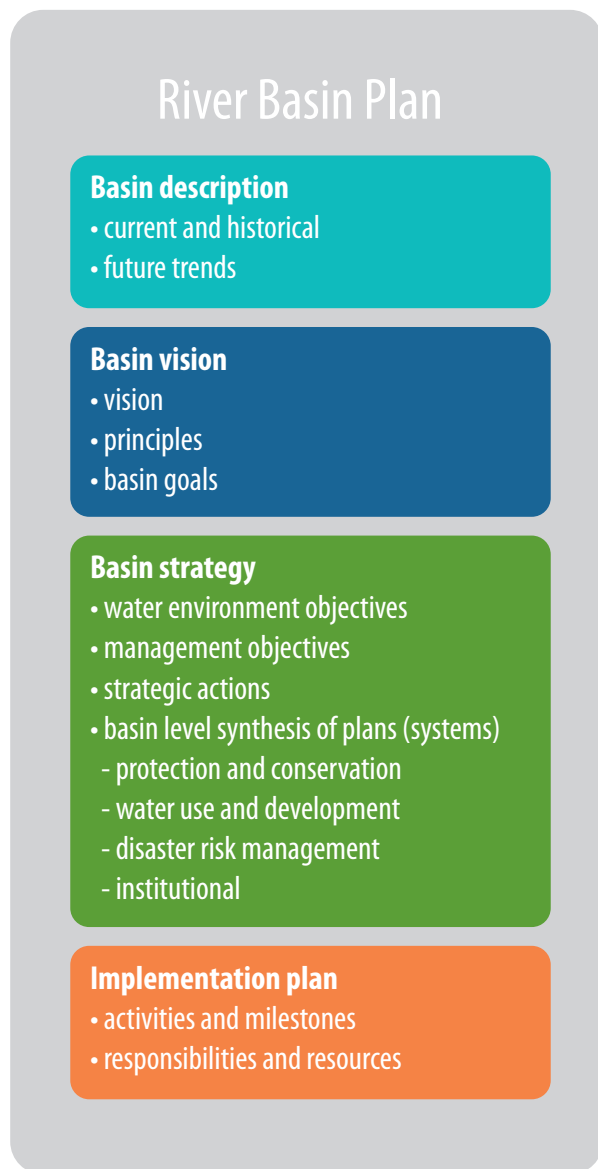 River Basin Plan
Basin description
• current and historical
• future trends
Basin vision
• vision
• principles
• basin goals
Basin strategy
• water environment objectives
• management objectives
• strategic actions
• basin level synthesis of plans (systems)
- protection and conservation
- water use and development
- disaster risk management
- institutional
Implementation plan
• activities and milestones
• responsibilities and resources